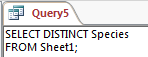 Query5
SELECT DISTINCT Species
FROM Sheet1;